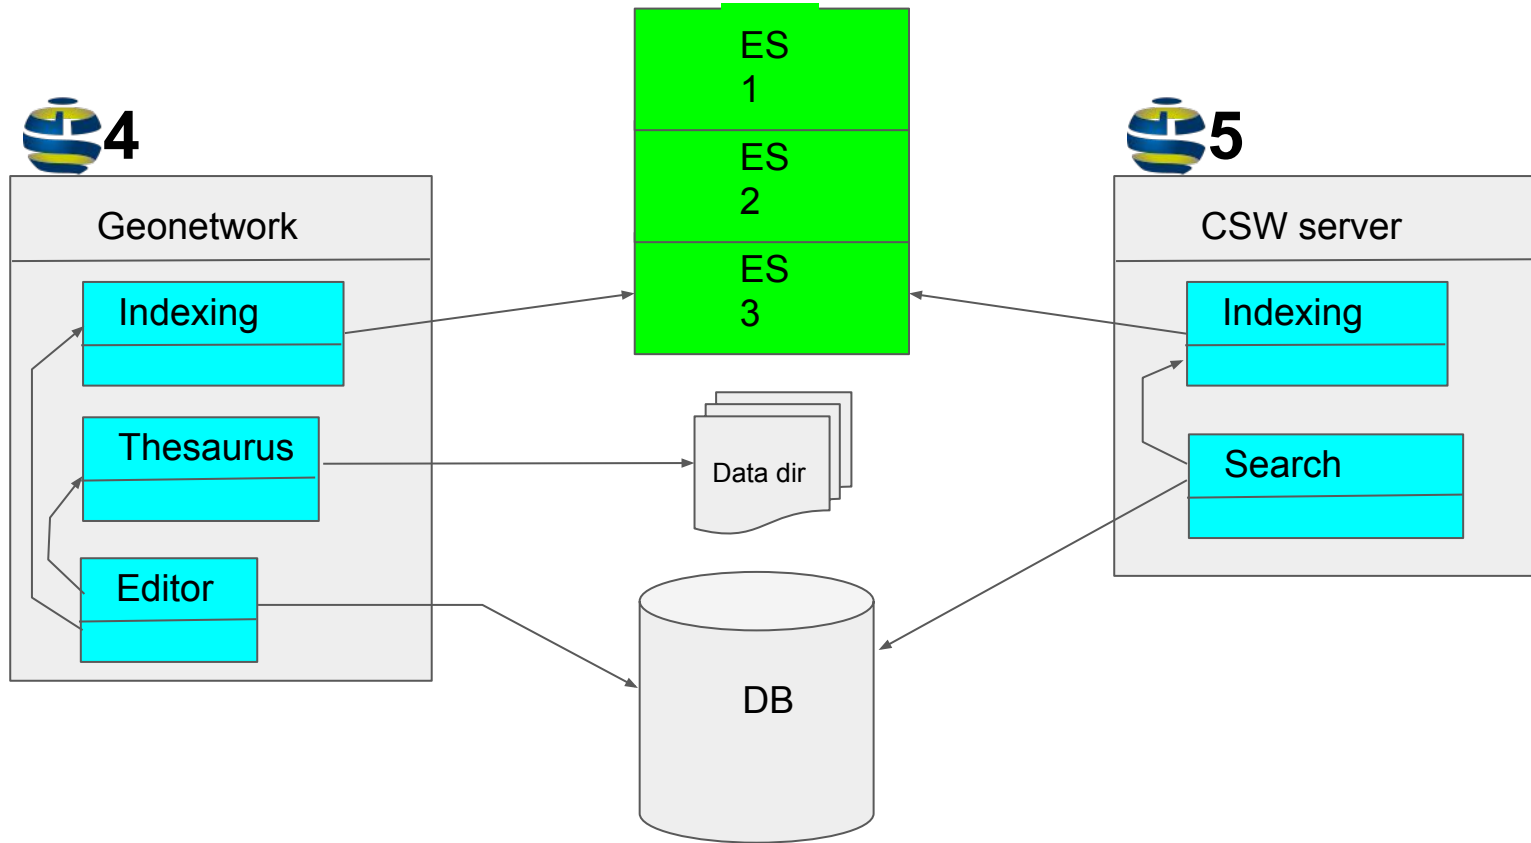 ES
1
4
5
ES
2
Geonetwork
CSW server
ES
3
Indexing
Indexing
Thesaurus
Data dir
Search
Editor
DB